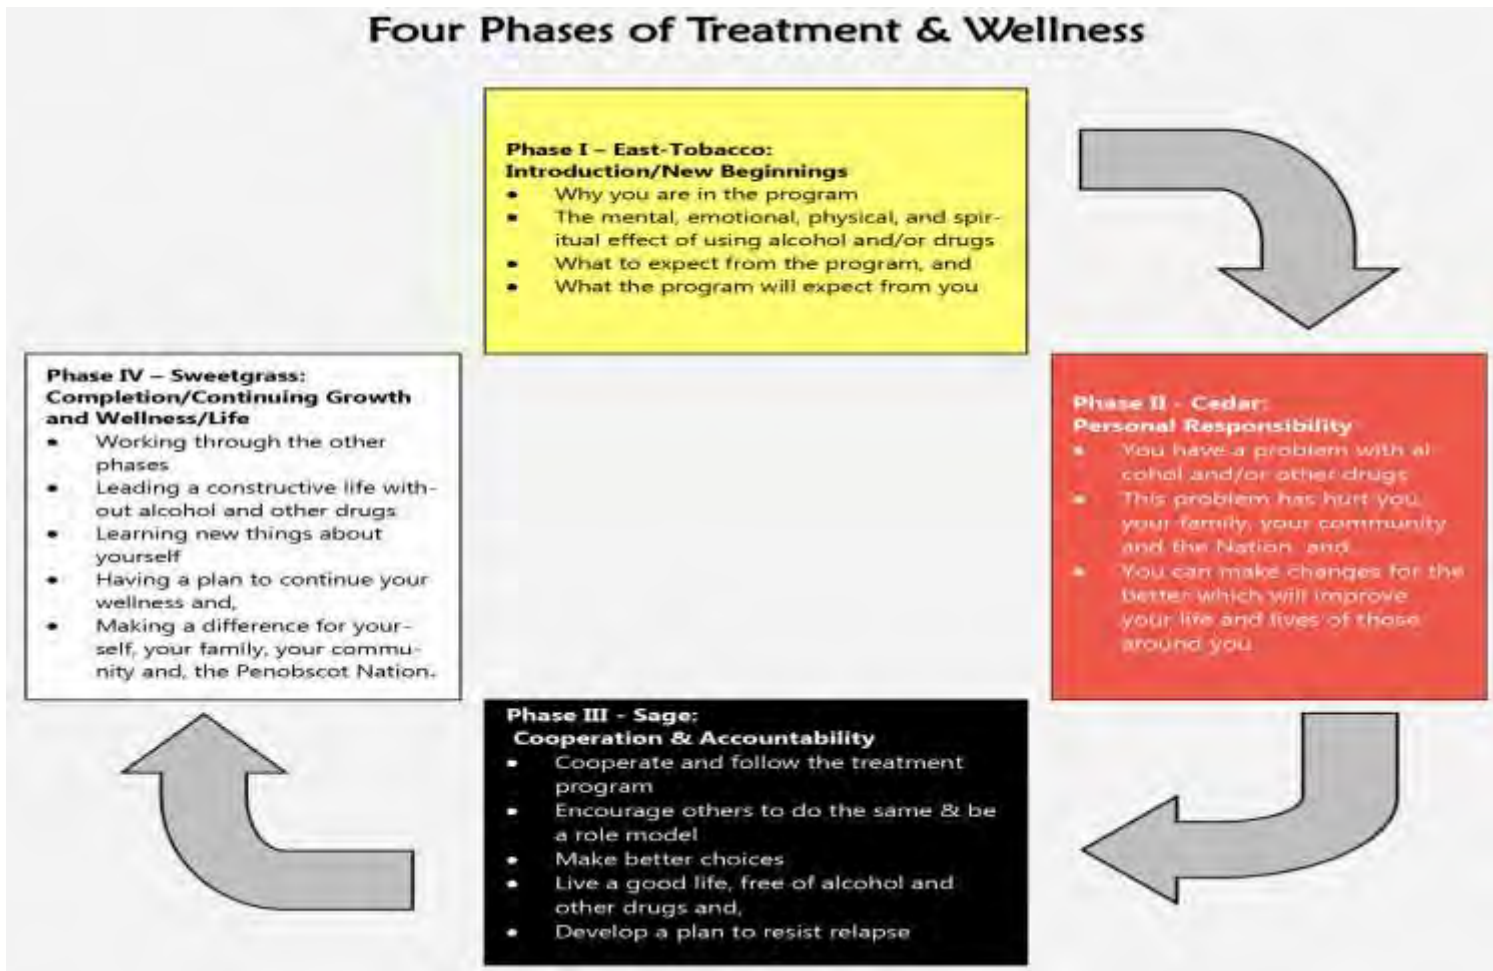 Four Phases of Treatment & Wellness
Phase I – East-Tobacco:
Introduction/New Beginnings
• Why you are in the program
• The mental, emotional, physical, and spir-
itual effect of using alcohol and/or drugs
• What to expect from the program, and
• What the program will expect from you
Phase II - Cedar:
Personal Responsibility
• You have a problem with al
cohol and/or other drugs
• This problem has hurt you,
your family, your community
and the Nation and
• You can make changes for the
better which will improve
your life and lives of those
around you
Phase III - Sage:
Cooperation & Accountability
• Cooperate and follow the treatment
program
• Encourage others to do the same & be
a role model
• Make better choices
• Live a good life, free of alcohol and
other drugs and,
• Develop a plan to resist relapse
Phase IV – Sweetgrass:
Completion/Continuing Growth
and Wellness/Life
• Working through the other
phases
• Leading a constructive life with-
out alcohol and other drugs
• Learning new things about
yourself
• Having a plan to continue your
wellness and,
• Making a difference for your-
self, your family, your commu-
nity and, the Penobscot Nation.